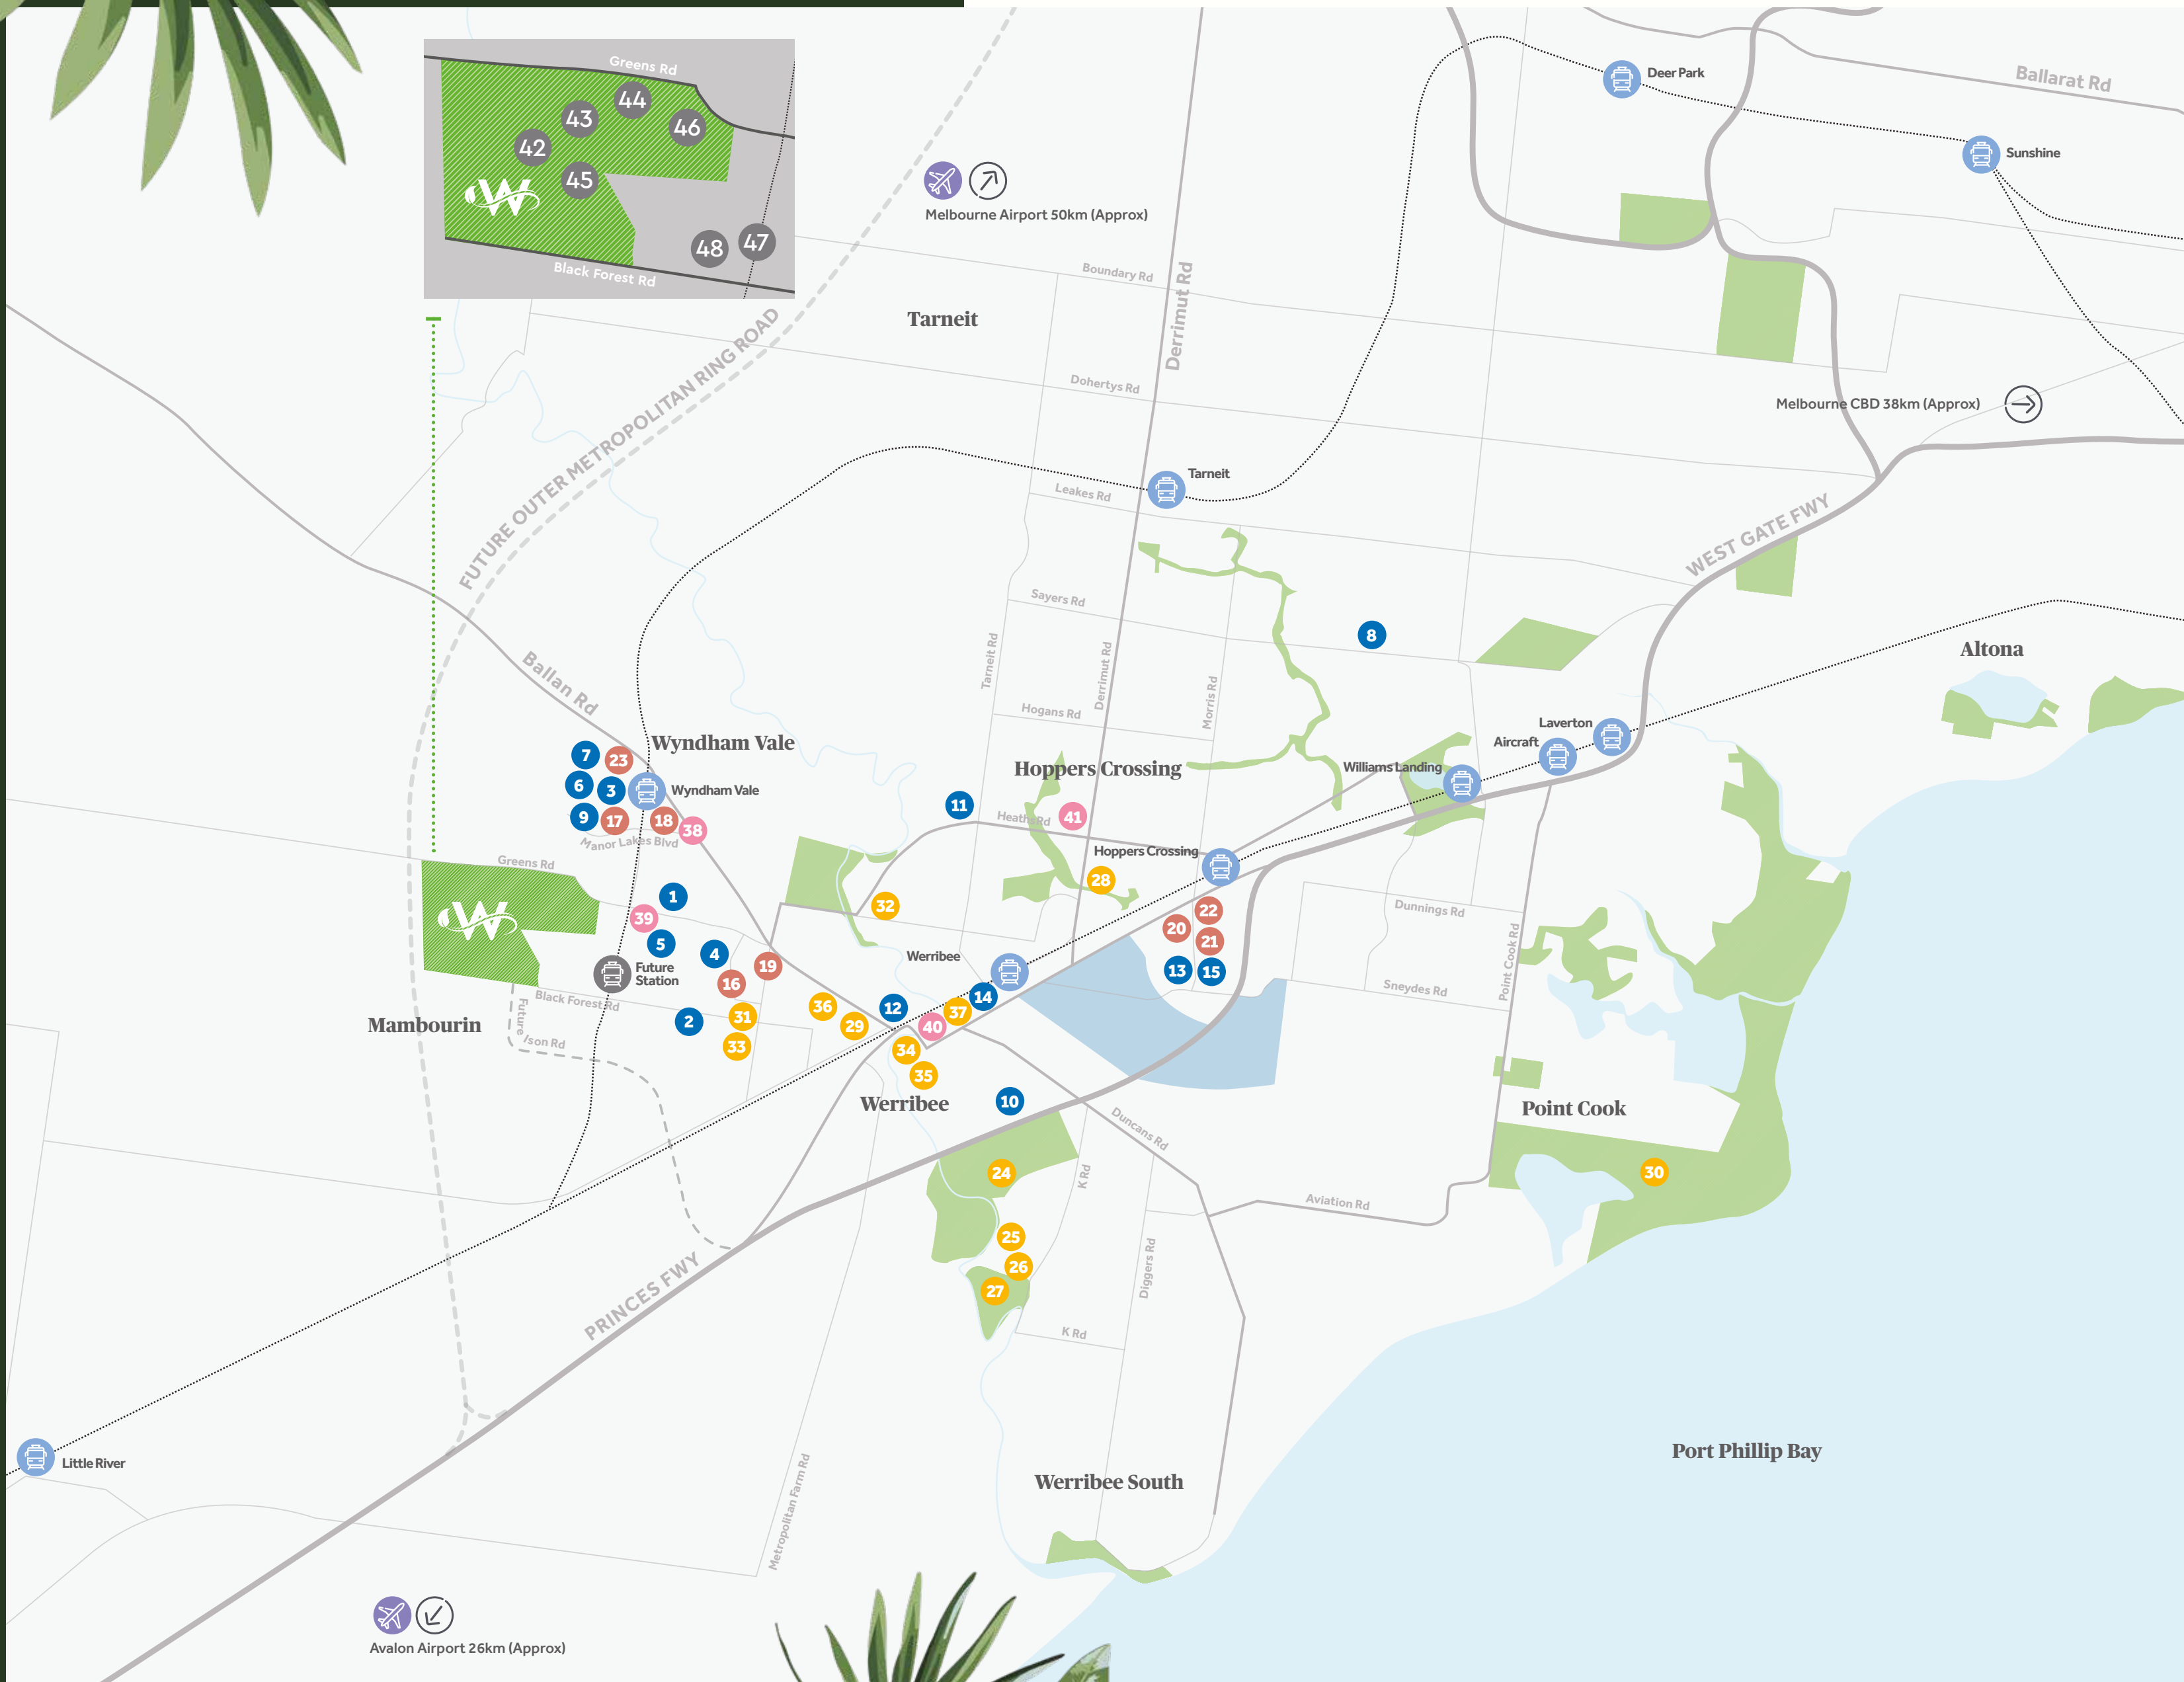 Greens Rd
44
43
46
42
45
W
48
47
Black Forest Rd
Deer Park
Ballarat Rd
Sunshine
Melbourne Airport 50km (Approx)
Boundary Rd
Derrimut Rd
Tarneit
FUTURE OUTER METROPOLITAN RING ROAD
Dohertys Rd
Melbourne CBD 38km (Approx)
Tarneit
Leakes Rd
WEST GATE FWY
Sayers Rd
8
Altona
Tarneit Rd
Derrimut Rd
Morris Rd
Ballan Rd
Hogans Rd
Laverton
Aircraft
Wyndham Vale
Hoppers Crossing
Williams Landing
7
23
6
3
Wyndham Vale
9
17
18
38
Manor Lakes Blvd
11
Heaths Rd
41
Hoppers Crossing
Greens Rd
W
28
1
32
39
22
Dunnings Rd
20
5
21
4
Werribee
19
Future
Station
13
15
16
Point Cook Rd
Sneydes Rd
Black Forest Rd
14
36
12
37
31
2
29
40
Mambourin
Future
ison Rd
33
34
35
Werribee
10
Point Cook
Duncans Rd
24
K Rd
30
Aviation Rd
25
26
Diggers Rd
27
PRINCES FWY
K Rd
Little River
Port Phillip Bay
Werribee South
Metropolitan Farm Rd
Avalon Airport 26km (Approx)